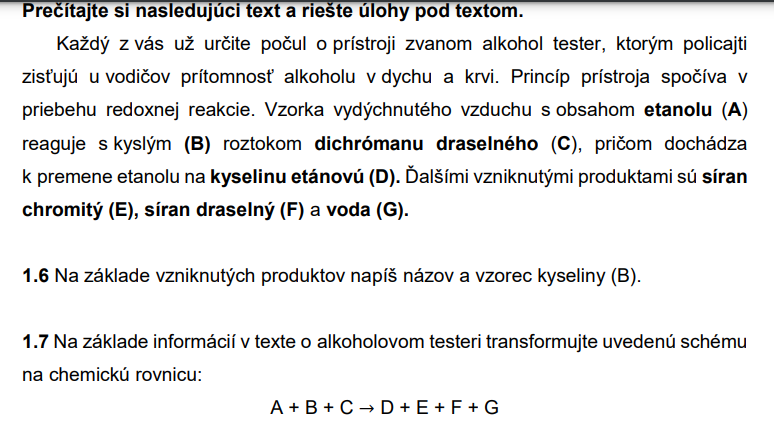 Prečítajte si nasledujúci text a riešte úlohy pod textom.
Každý z vás už určite počul o prístroji zvanom alkohol tester, ktorým policajti
zisťujú u vodičov prítomnosť alkoholu v dychu a krvi. Princíp prístroja spočíva v
priebehu redoxnej reakcie. Vzorka vydýchnutého vzduchu s obsahom etanolu (A)
reaguje s kyslým (B) roztokom dichrómanu draselného (C), pričom dochádza
k premene etanolu na kyselinu etánovú (D). Ďalšími vzniknutými produktami sú síran
chromitý (E), síran draselný (F) a voda (G).
1.6 Na základe vzniknutých produktov napíš názov a vzorec kyseliny (B).
1.7 Na základe informácií v texte o alkoholovom testeri transformujte uvedenú schému
na chemickú rovnicu:
A + B + C → D + E + F + G